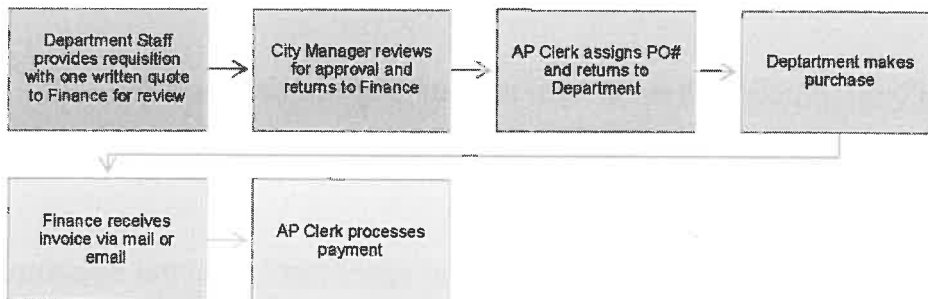 Department Staff
provides requisition
with one written quote
to Finance for review
City Manager reviews
for approval and
returns to Finance
AP Clerk assigns PO#
and returns to
Department
Deptartment makes
purchase
Finance receives
invoice via mail or
email
AP Clerk processes
payment